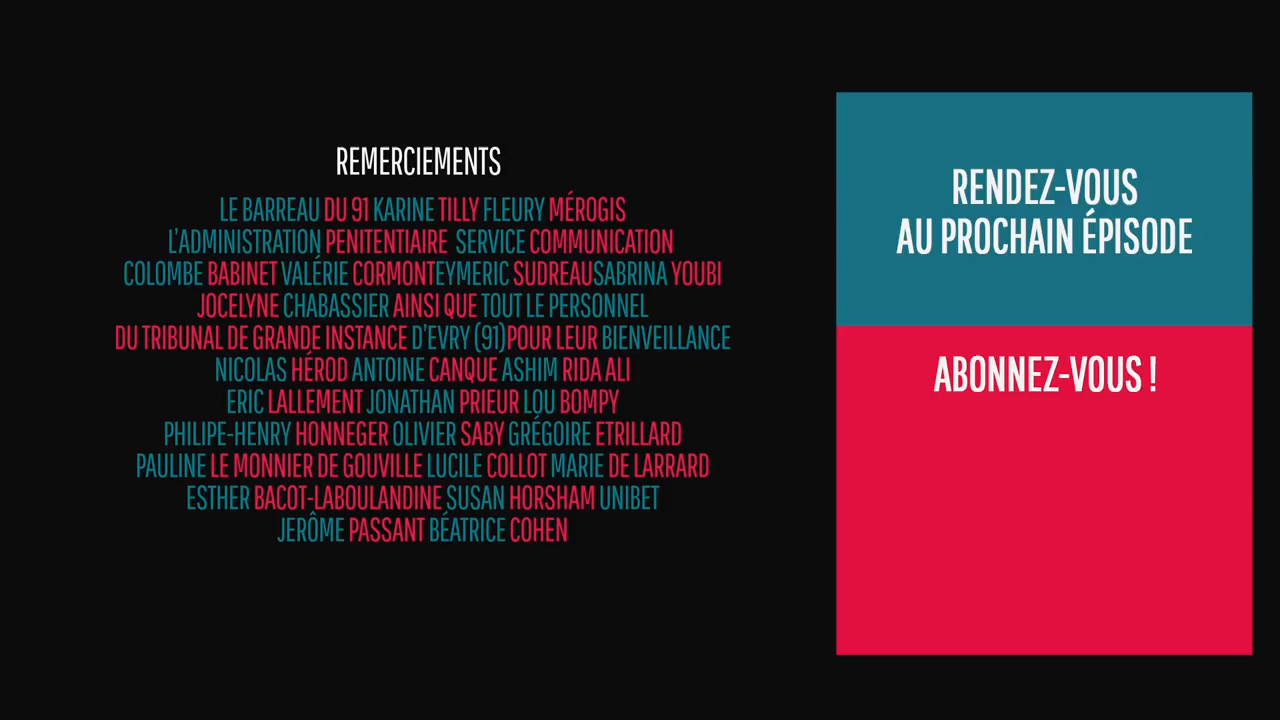 REMERCIEMENTS
LE BARREAU DU 91 KARINE TILLY FLEURY MÉROGIS
L'ADMINISTRATION PENITENTIAIRE SERVICE COMMUNICATION
COLOMBE BABINET VALÉRIE CORMONTEYMERIC SUDREAUSABRINA YOUBI
JOCELYNE CHABASSIER AINSI QUE TOUT LE PERSONNEL
DU TRIBUNAL DE GRANDE INSTANCE D'EVRY (91)POUR LEUR BIENVEILLANCE
NICOLAS HÉROD ANTOINE CANQUE ASHIM RIDA ALI
ERIC LALLEMENT JONATHAN PRIEUR LOU BOMPY
PHILIPE-HENRY HONNEGER OLIVIER SABY GRÉGOIRE ETRILLARD
PAULINE LE MONNIER DE GOUVILLE LUCILE COLLOT MARIE DE LARRARD
ESTHER BACOT-LABOULANDINE SUSAN HORSHAM UNIBET
JERÔME PASSANT BÉATRICE COHEN
RENDEZ-VOUS
AU PROCHAIN ÉPISODE
ABONNEZ-VOUS !